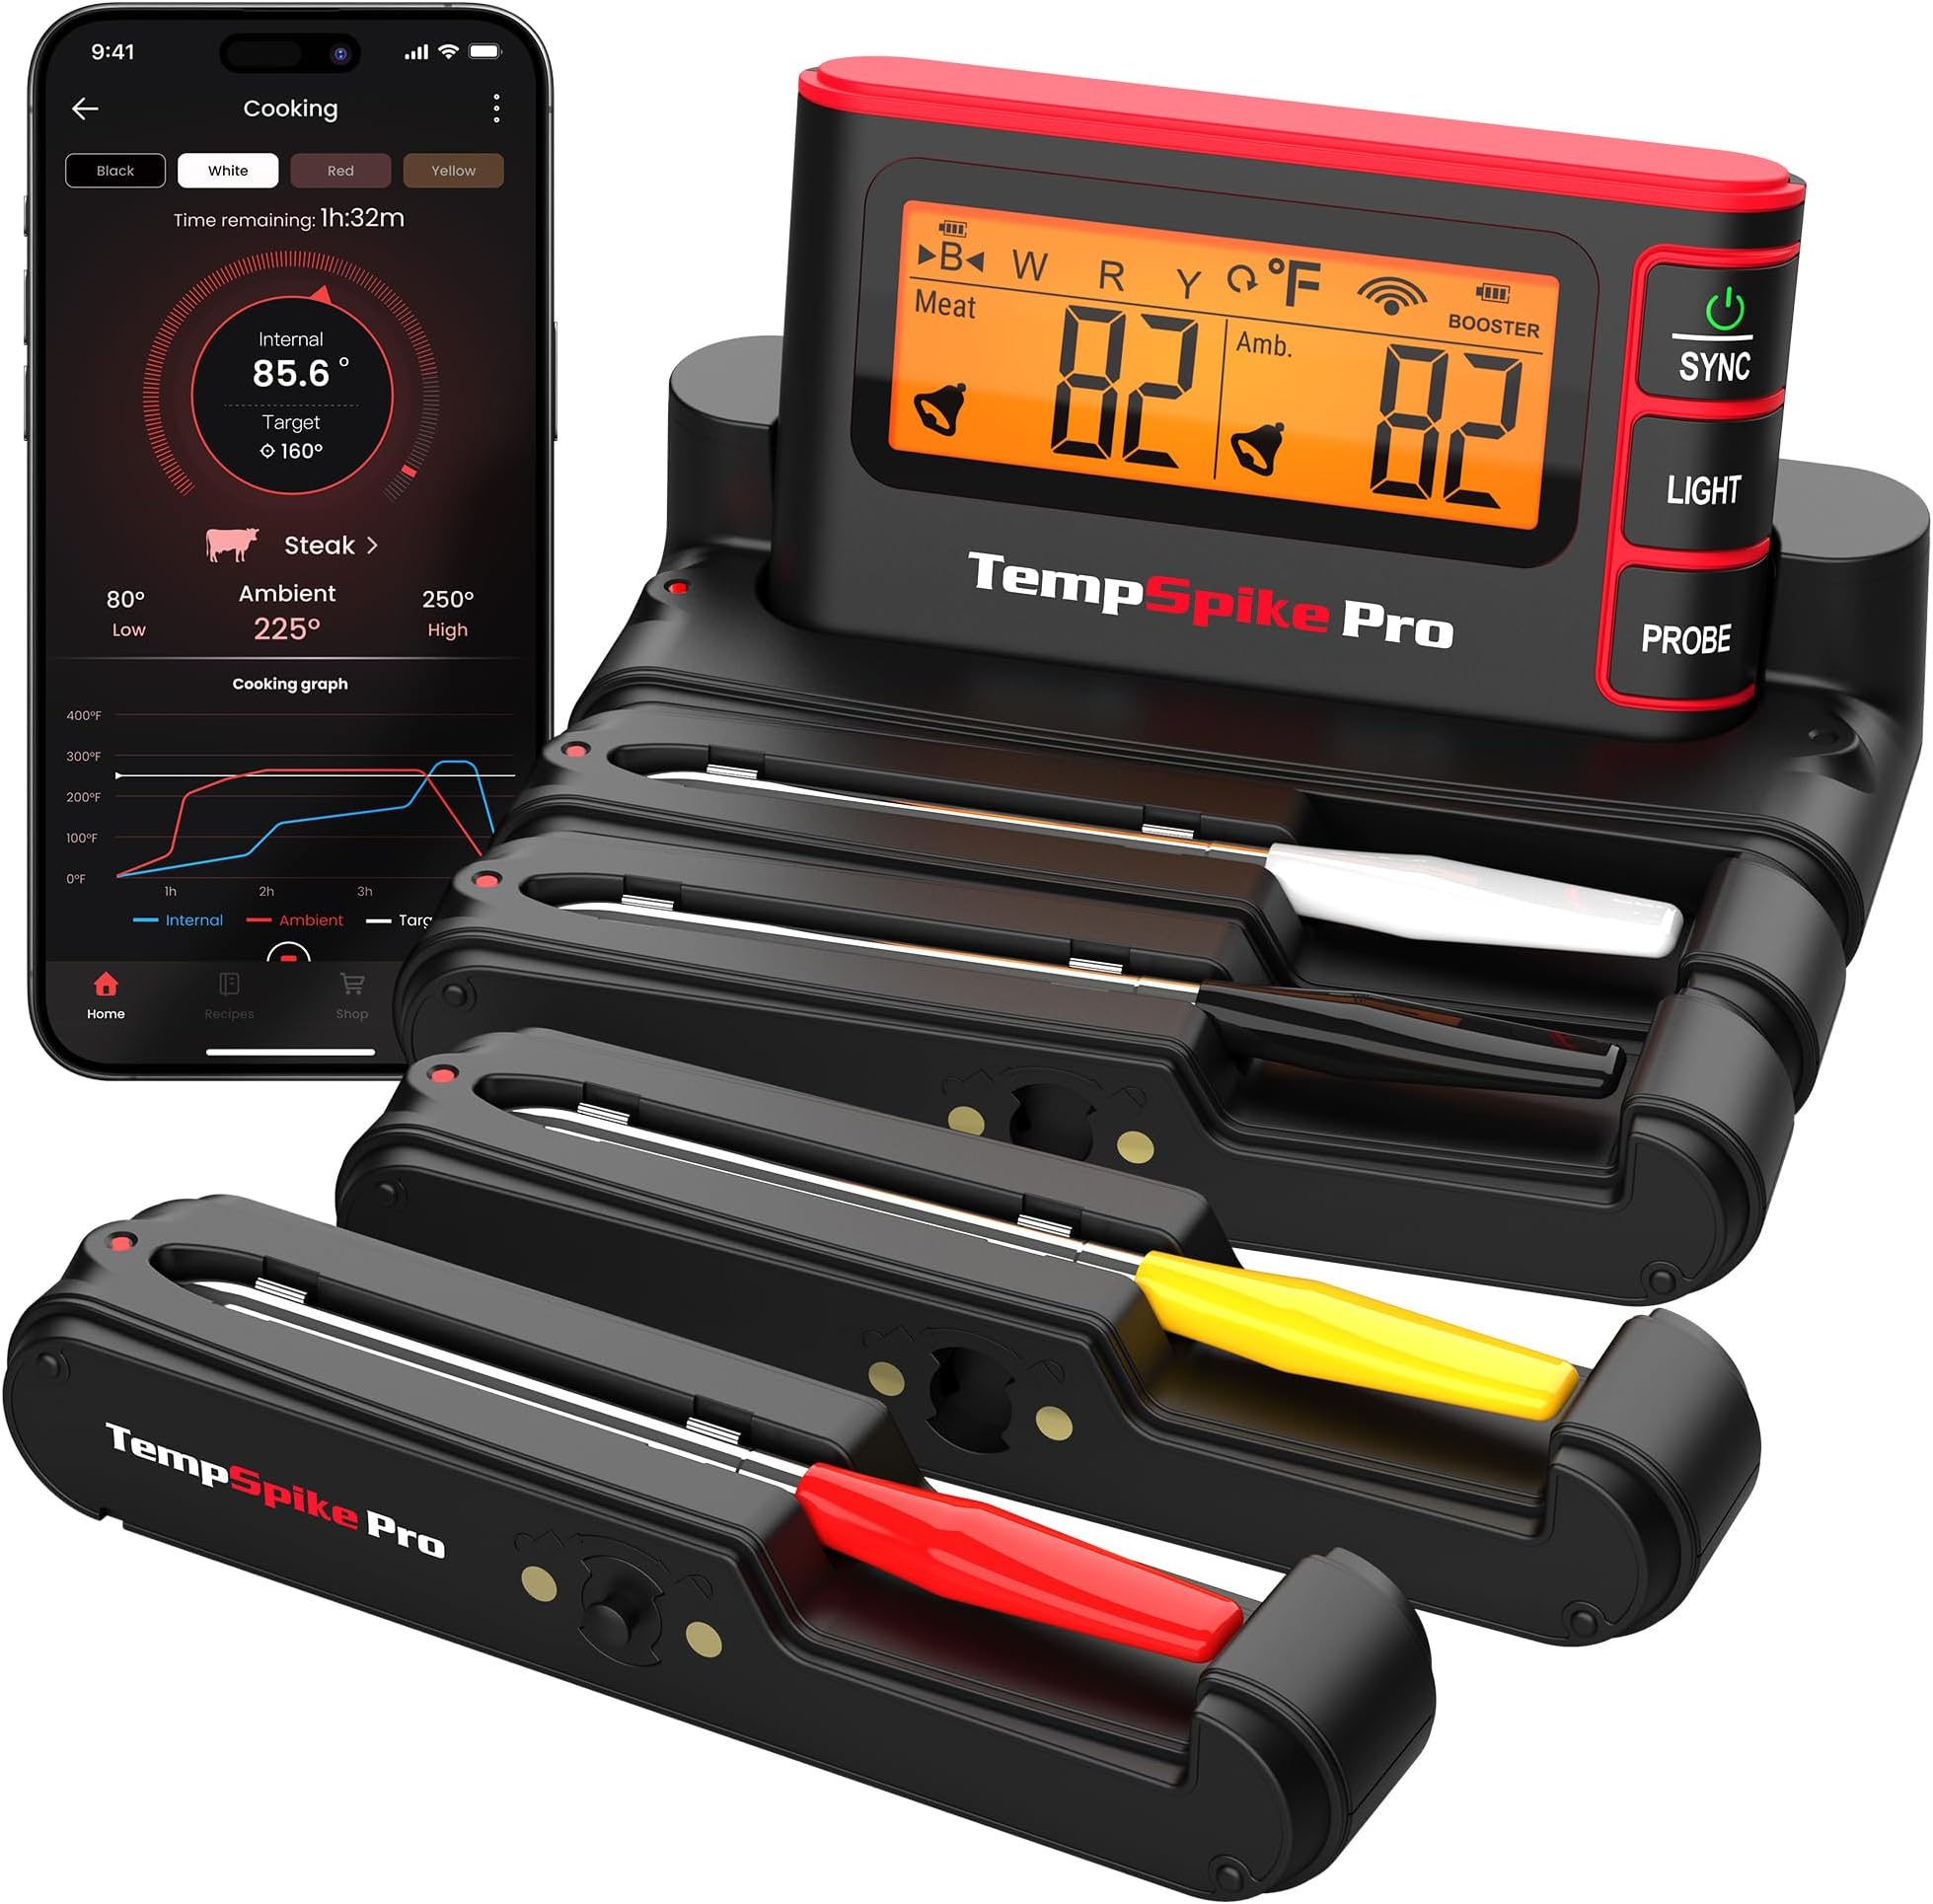 9:41
Cooking
Black White Red Yellow
Time remaining: 1h:32m
Internal
85.6 °
Target
160°
Steak >
80° Ambient 250°
Low 225° High
Cooking graph
400°F
300°F
200°F
100°F
0°F
1h 2h 3h
Internal Ambient Targ
Home Recipes Shop
B W R Y °F
BOOSTER
Meat 82 Amb. 82
SYNC
LIGHT
PROBE
TempSpike Pro
TempSpike Pro